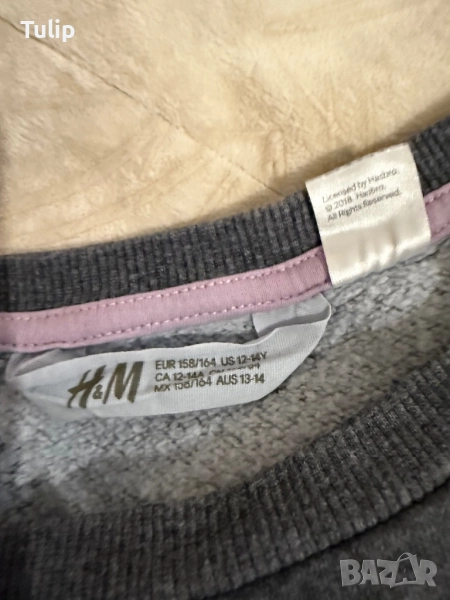 Tulip
Licensed by Hasbro.
© 2018 Hasbro.
All Rights Reserved.
H&M
EUR 158/164 US 12-14Y
CA 12-14A
MX 158/164 AUS 13-14
BAZAR